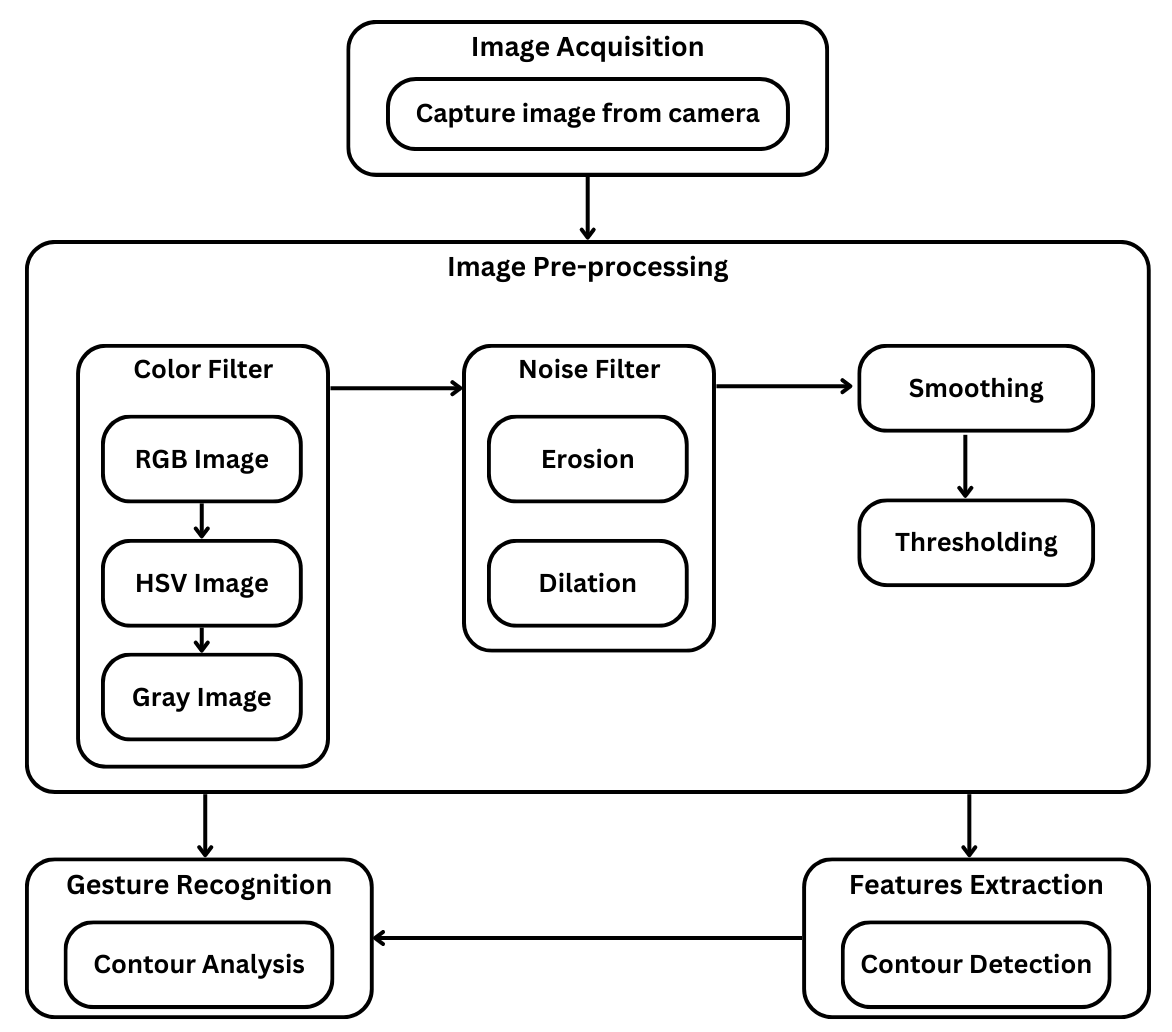 Image Acquisition
Capture image from camera
Image Pre-processing
Color Filter
RGB Image
HSV Image
Gray Image
Noise Filter
Erosion
Dilation
Smoothing
Thresholding
Gesture Recognition
Contour Analysis
Features Extraction
Contour Detection